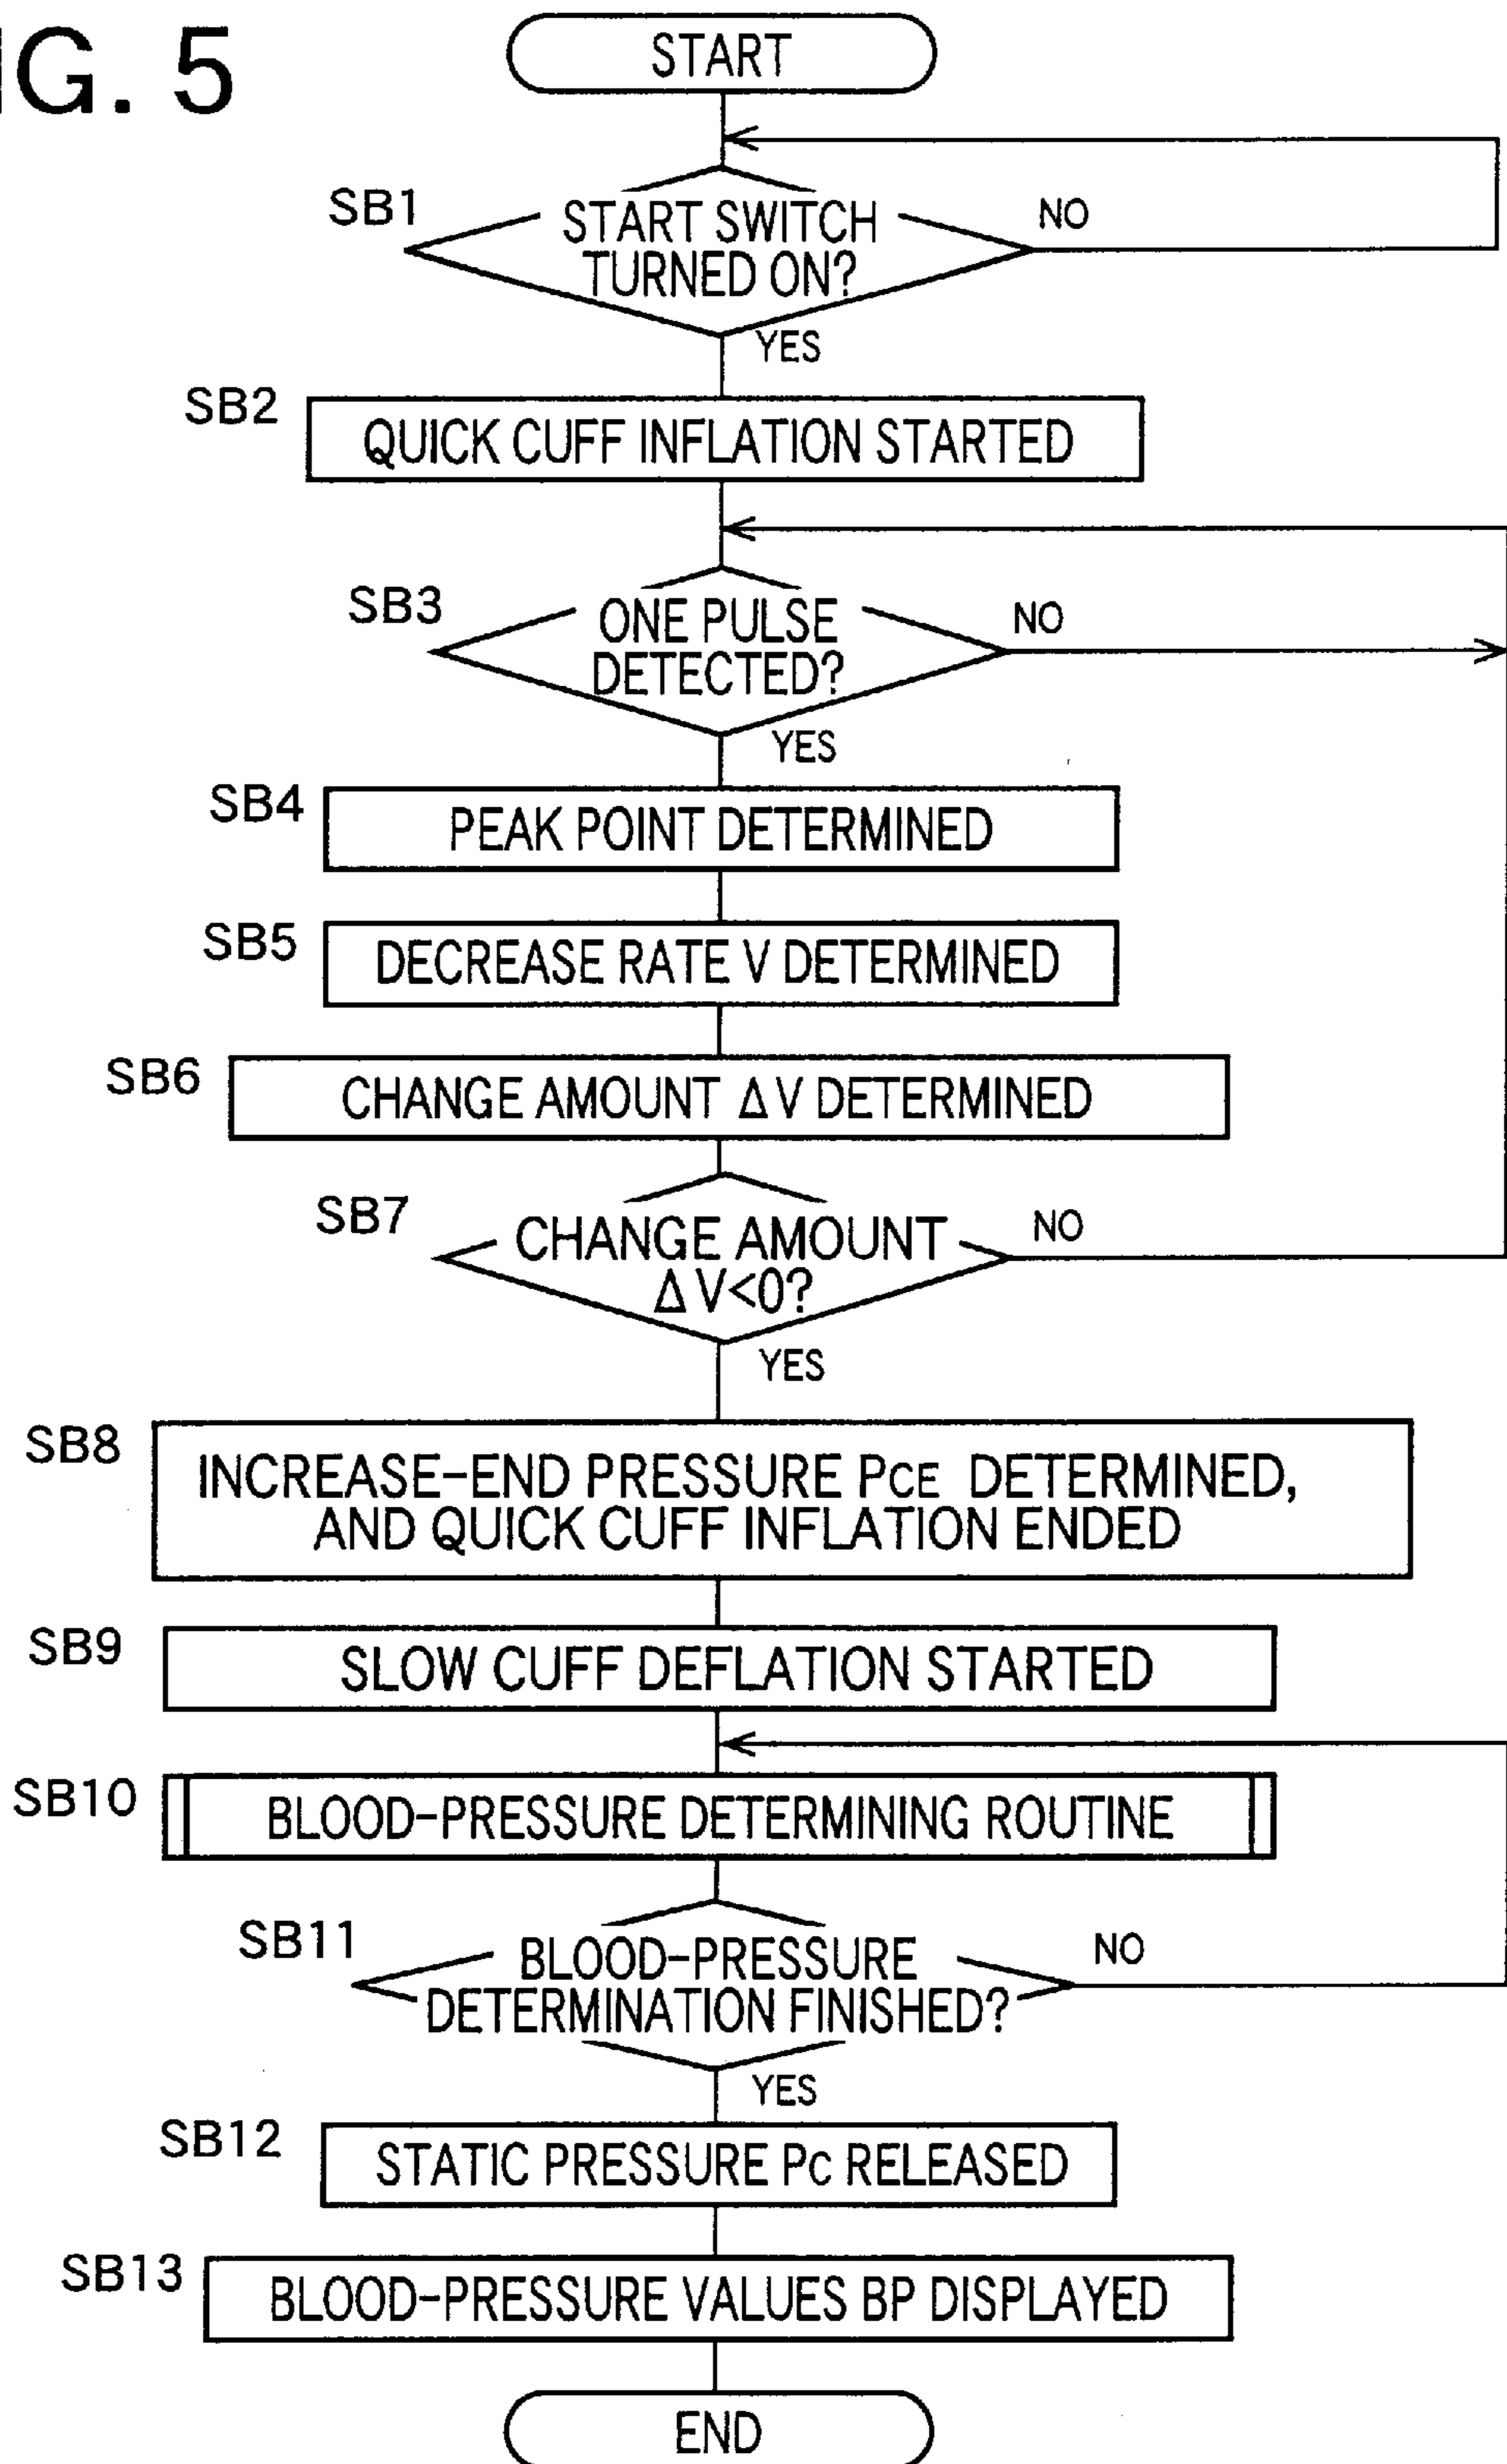 G. 5
START
SB1
START SWITCH
TURNED ON?
NO
YES
SB2
QUICK CUFF INFLATION STARTED
SB3
ONE PULSE
DETECTED?
NO
YES
SB4
PEAK POINT DETERMINED
SB5
DECREASE RATE V DETERMINED
SB6
CHANGE AMOUNT ΔV DETERMINED
SB7
CHANGE AMOUNT
ΔV<0?
NO
YES
SB8
INCREASE-END PRESSURE PCE DETERMINED,
AND QUICK CUFF INFLATION ENDED
SB9
SLOW CUFF DEFLATION STARTED
SB10
BLOOD-PRESSURE DETERMINING ROUTINE
SB11
BLOOD-PRESSURE
DETERMINATION FINISHED?
NO
YES
SB12
STATIC PRESSURE PC RELEASED
SB13
BLOOD-PRESSURE VALUES BP DISPLAYED
END